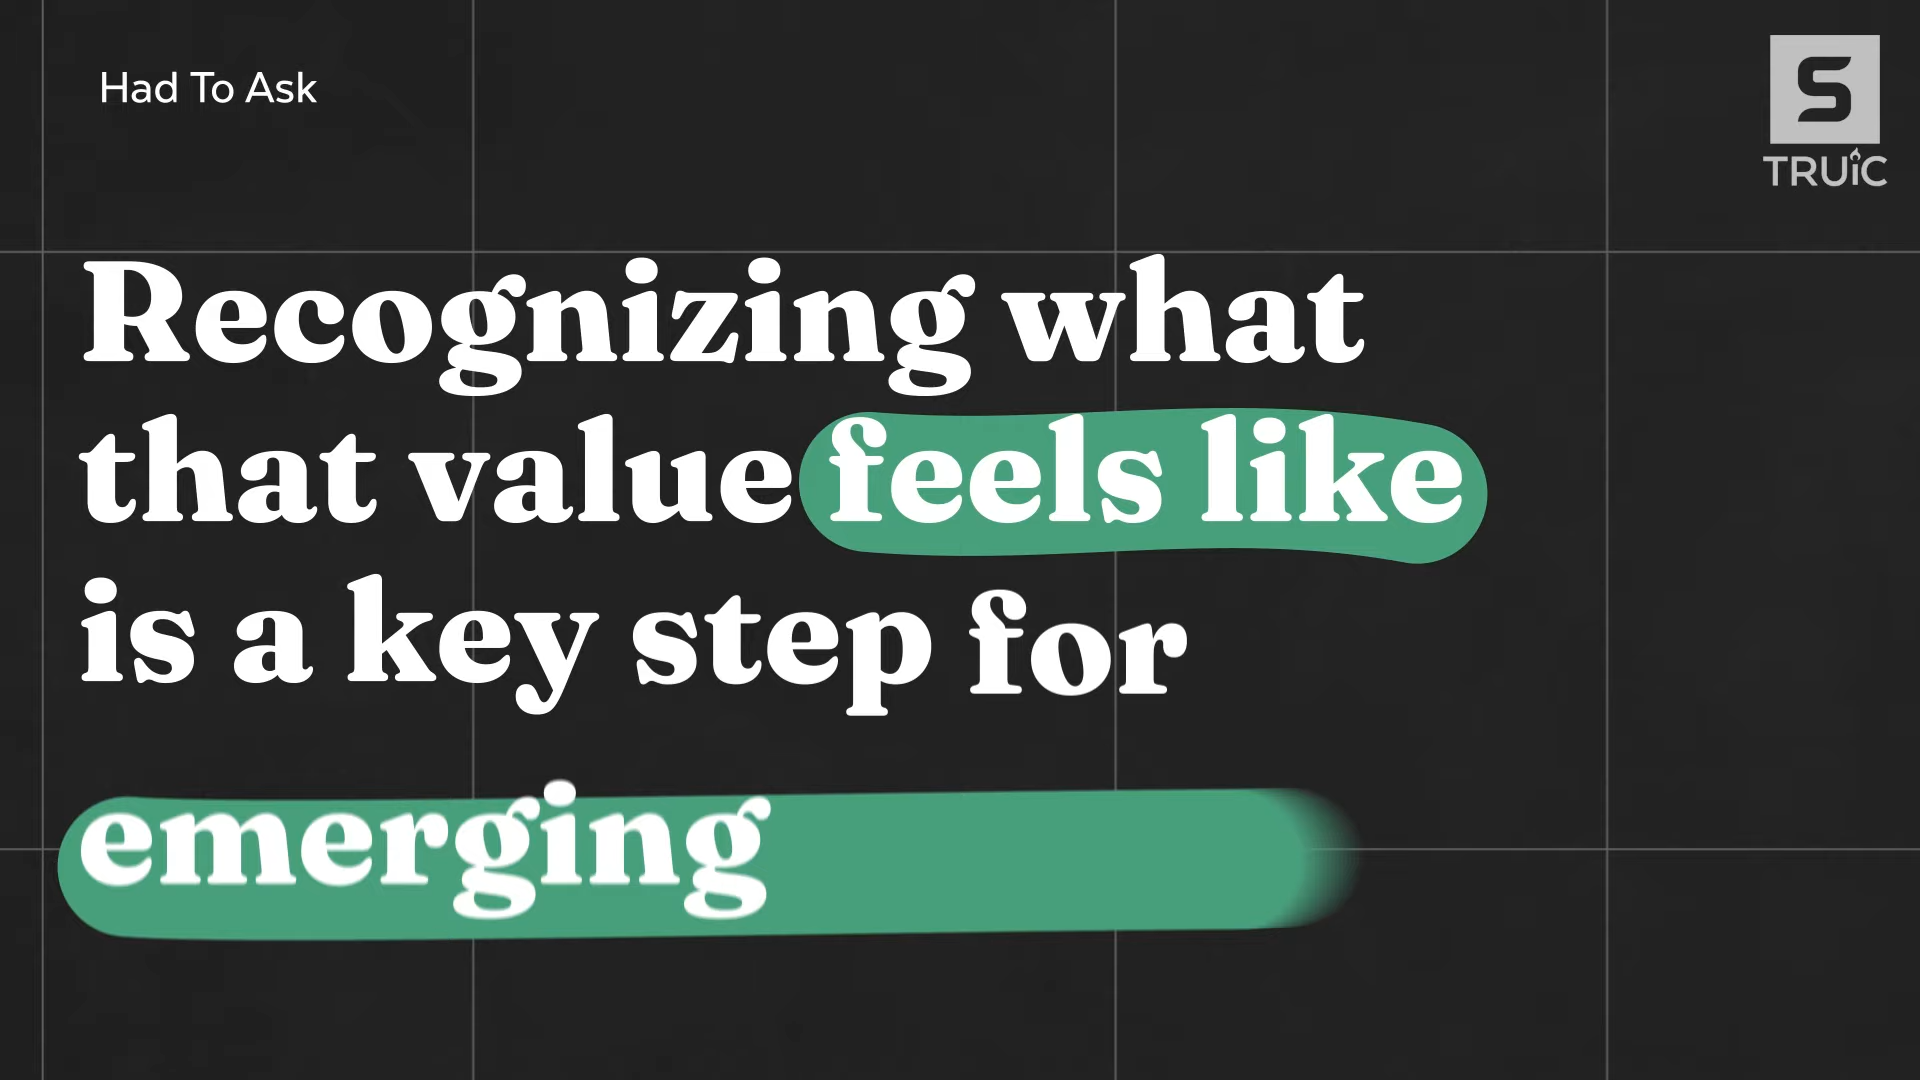 Had To Ask
S
TRUiC
Recognizing what
that value feels like
is a key step for
emerging